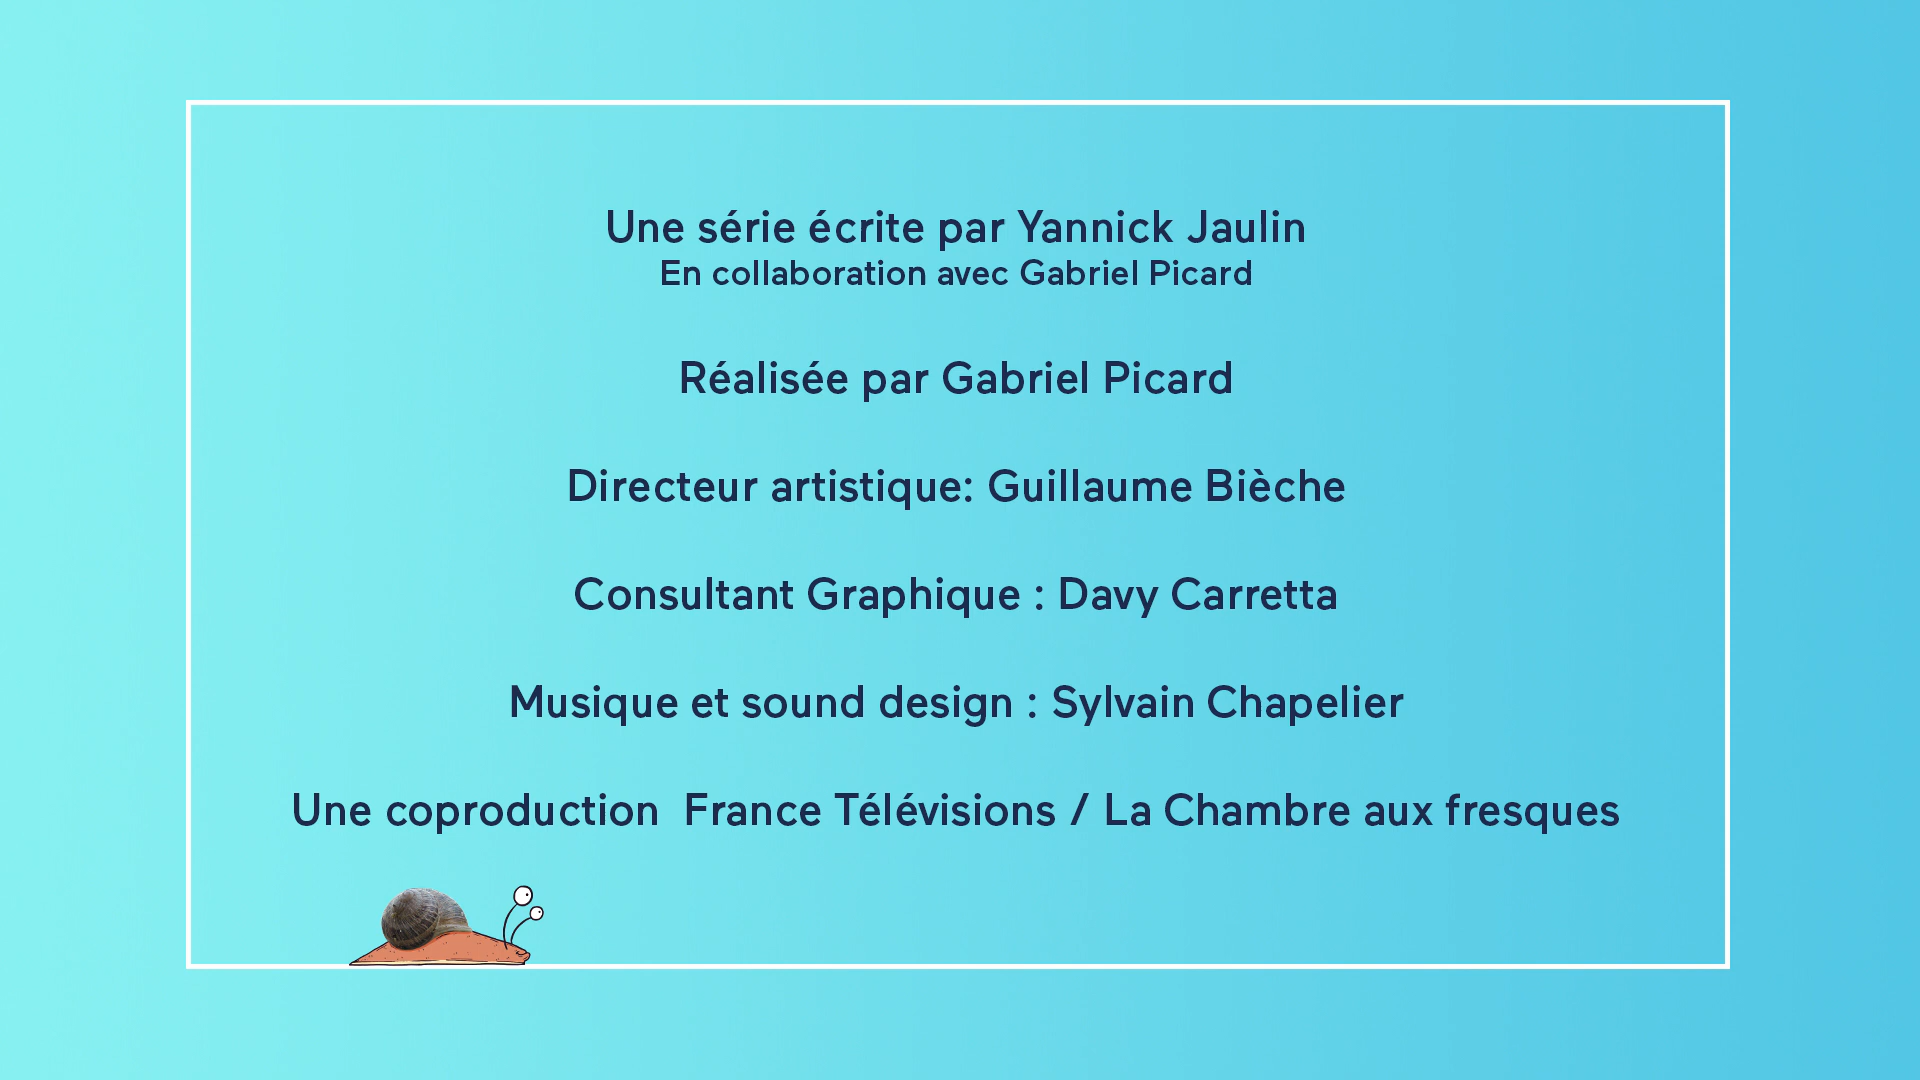 Une série écrite par Yannick Jaulin
En collaboration avec Gabriel Picard
Réalisée par Gabriel Picard
Directeur artistique: Guillaume Bièche
Consultant Graphique : Davy Carretta
Musique et sound design : Sylvain Chapelier
Une coproduction  France Télévisions / La Chambre aux fresques